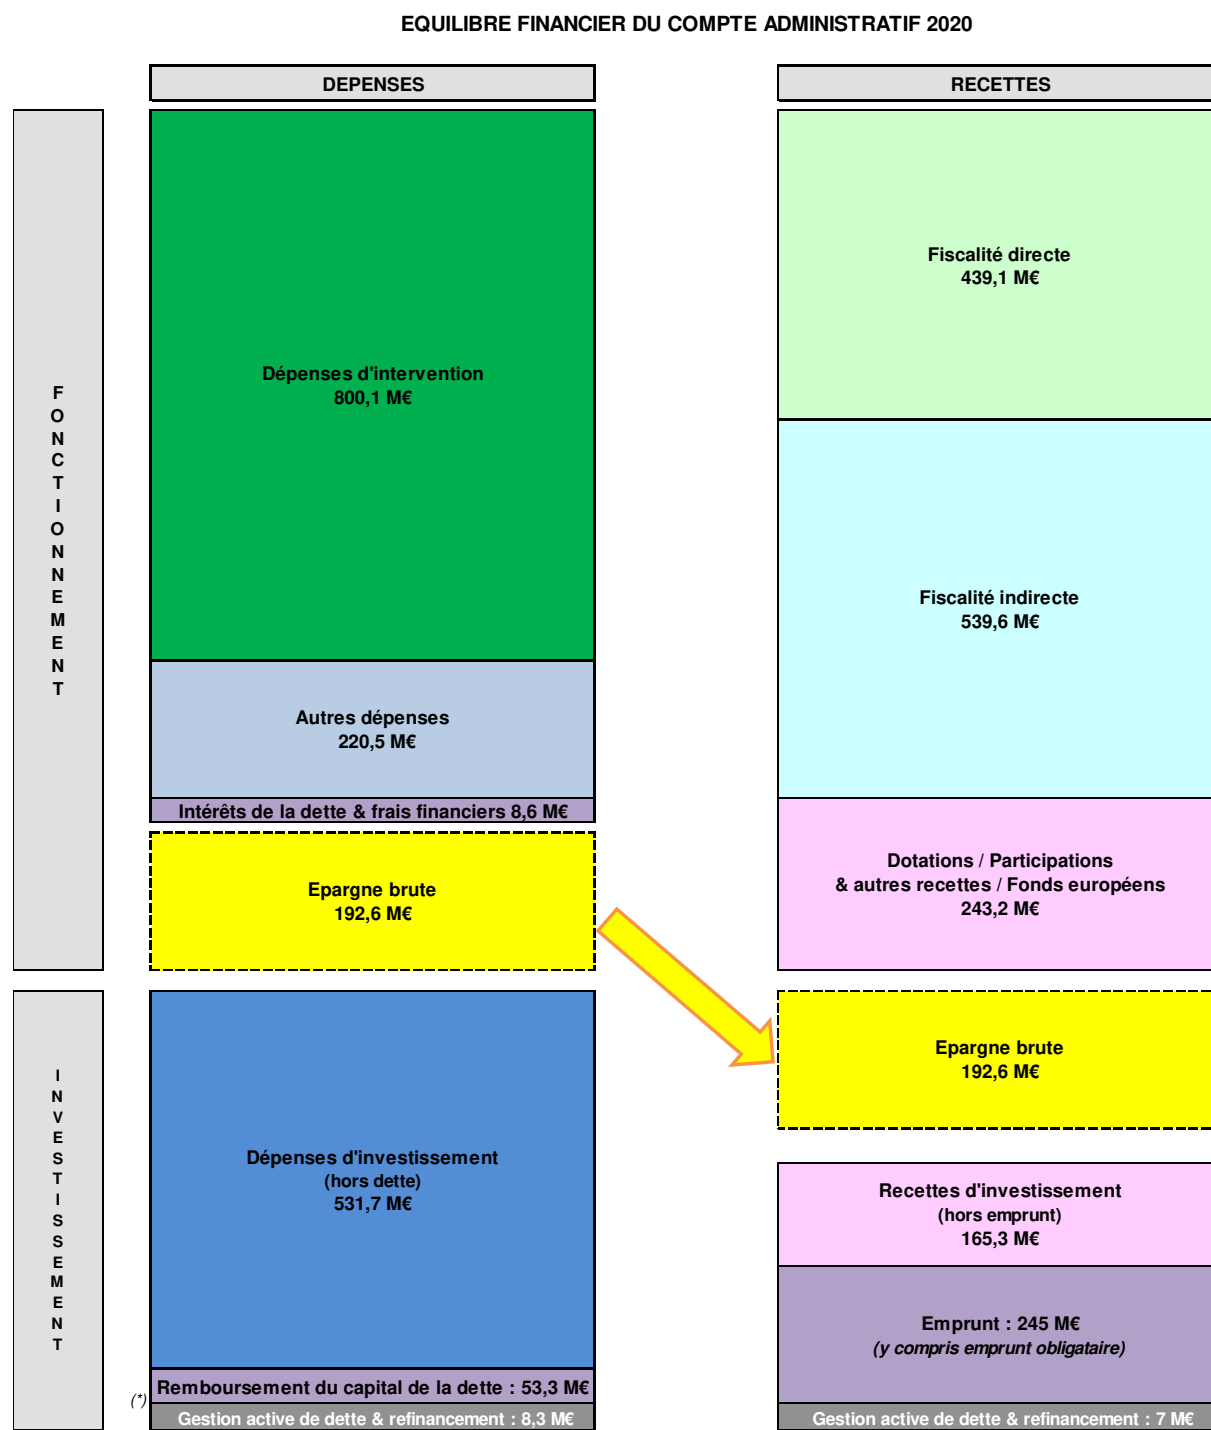 EQUILIBRE FINANCIER DU COMPTE ADMINISTRATIF 2020
DEPENSES
RECETTES
FONCTIONNEMENT
Dépenses d'intervention
800,1 M€
Autres dépenses
220,5 M€
Intérêts de la dette & frais financiers 8,6 M€
Epargne brute
192,6 M€
Fiscalité directe
439,1 M€
Fiscalité indirecte
539,6 M€
Dotations / Participations
& autres recettes / Fonds européens
243,2 M€
INVESTISSEMENT
Dépenses d'investissement
(hors dette)
531,7 M€
(*)
Remboursement du capital de la dette : 53,3 M€
Gestion active de dette & refinancement : 8,3 M€
Epargne brute
192,6 M€
Recettes d'investissement
(hors emprunt)
165,3 M€
Emprunt : 245 M€
(y compris emprunt obligataire)
Gestion active de dette & refinancement : 7 M€